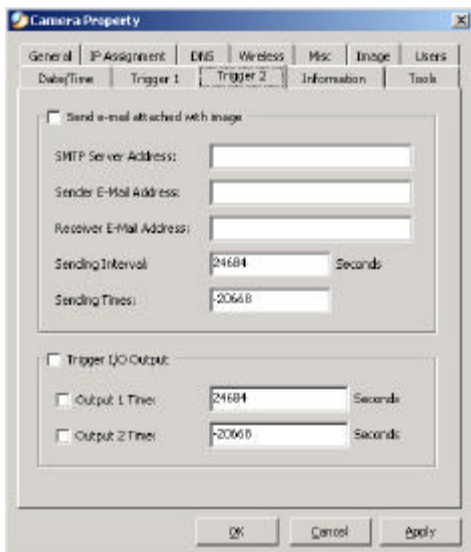 Camera Property
General IP Assignment DNS Wireless Misc Image Users
Date/Time Trigger 1 Trigger 2 Information Tools
Send e-mail attached with image
SMTP Server Address:
Sender E-Mail Address:
Receiver E-Mail Address:
Sending Interval: 24684 Seconds
Sending Times: -20668
Trigger I/O Output
Output 1 Time: 24684 Seconds
Output 2 Time: -20668 Seconds
OK Cancel Apply